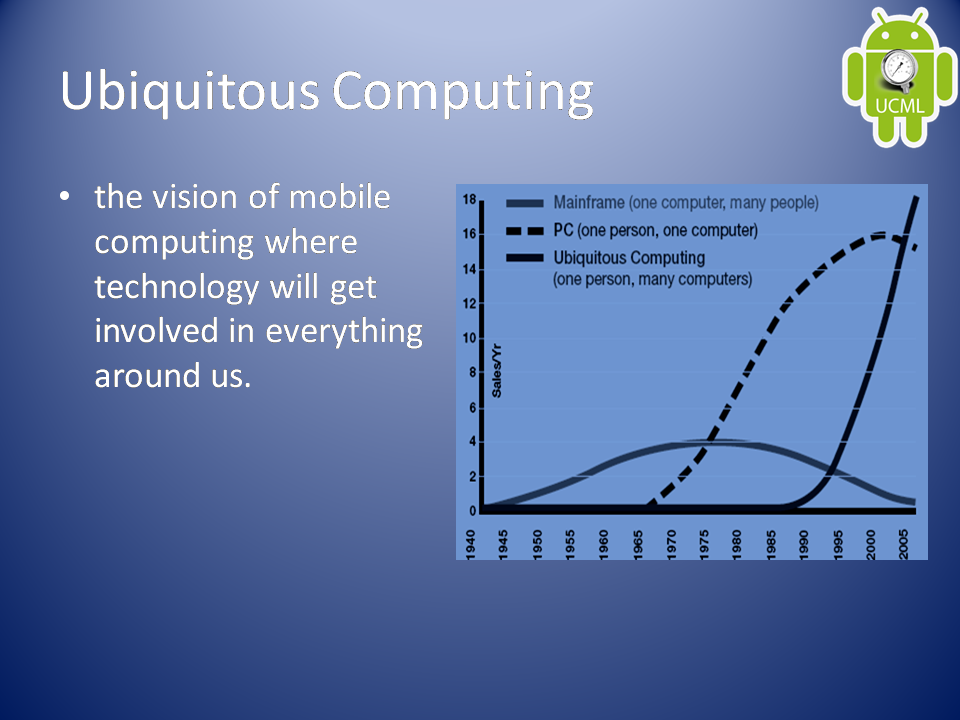 Ubiquitous Computing
UCML
• the vision of mobile
computing where
technology will get
involved in everything
around us.
Mainframe (one computer, many people)
PC (one person, one computer)
Ubiquitous Computing
(one person, many computers)
Sales/Yr
18
16
14
12
10
8
6
4
2
0
1940
1945
1950
1955
1960
1965
1970
1975
1980
1985
1990
1995
2000
2005